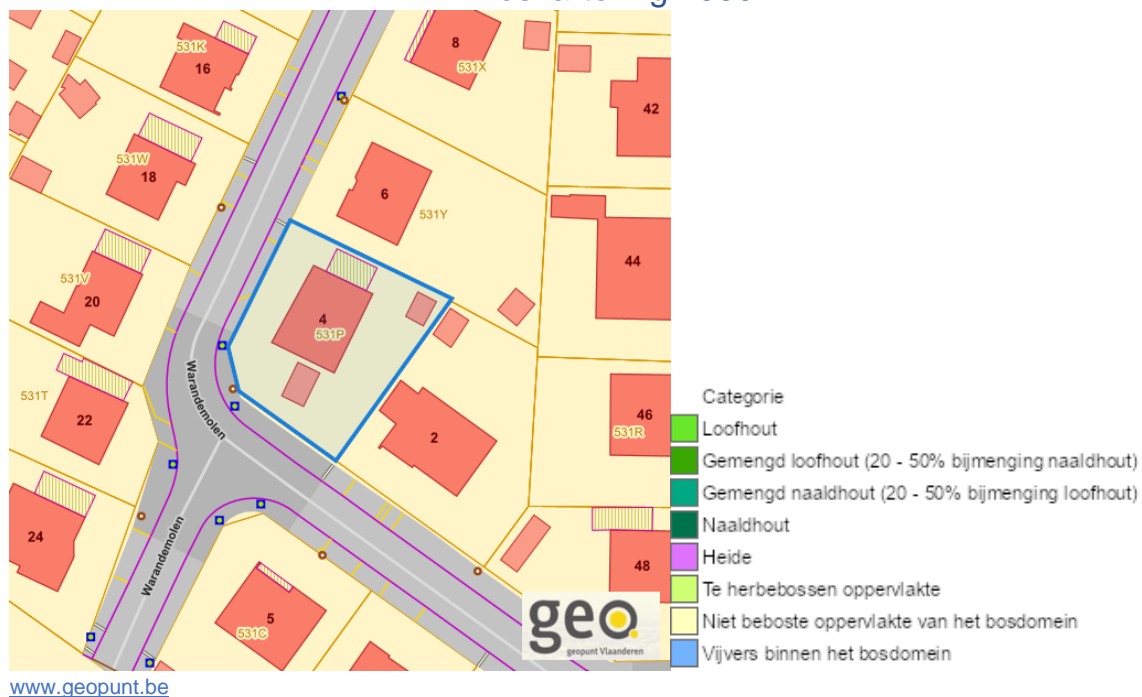 8
531K
16
531X
42
531W
18
6
531Y
44
531V
20
4
531P
Warandemolen
531T
22
2
46
531R
24
Warandemolen
48
5
531C
geo
geopunt Vlaanderen
Categorie
Loofhout
Gemengd loofhout (20 - 50% bijmenging naaldhout)
Gemengd naaldhout (20 - 50% bijmenging loofhout)
Naaldhout
Heide
Te herbebossen oppervlakte
Niet beboste oppervlakte van het bosdomein
Vijvers binnen het bosdomein
www.geopunt.be